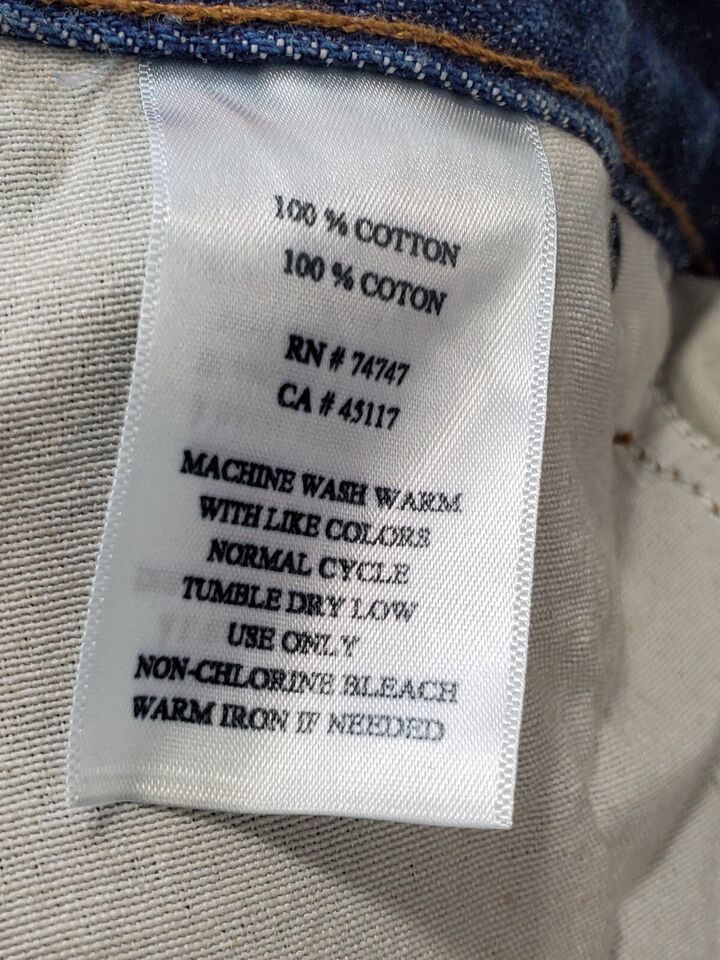 100 % COTTON
100 % COTON
RN # 74747
CA # 45117
MACHINE WASH WARM
WITH LIKE COLORS
NORMAL CYCLE
TUMBLE DRY LOW
USE ONLY
NON-CHLORINE BLEACH
WARM IRON IF NEEDED